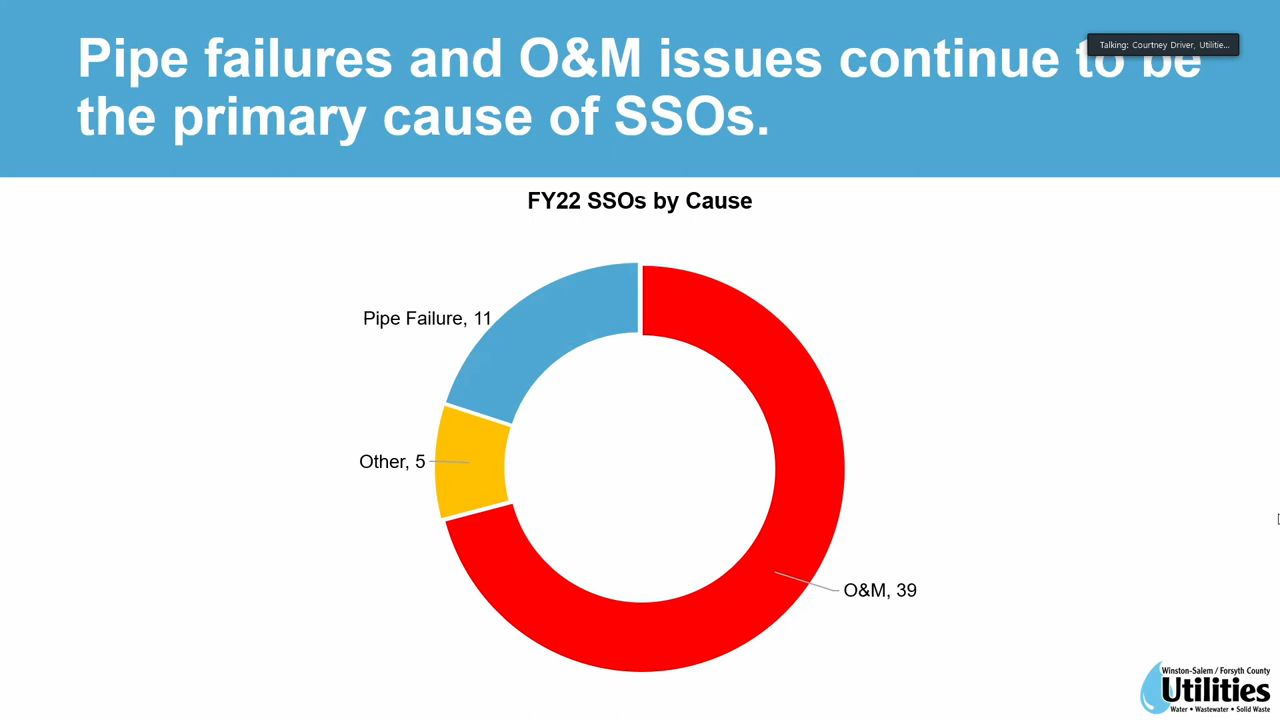 Pipe failures and O&M issues continue to be
the primary cause of SSOs.
Talking: Courtney Driver, Utilitie...
FY22 SSOs by Cause
Pipe Failure, 11
Other, 5
O&M, 39
Winston-Salem / Forsyth County
Utilities
Water • Wastewater • Solid Waste